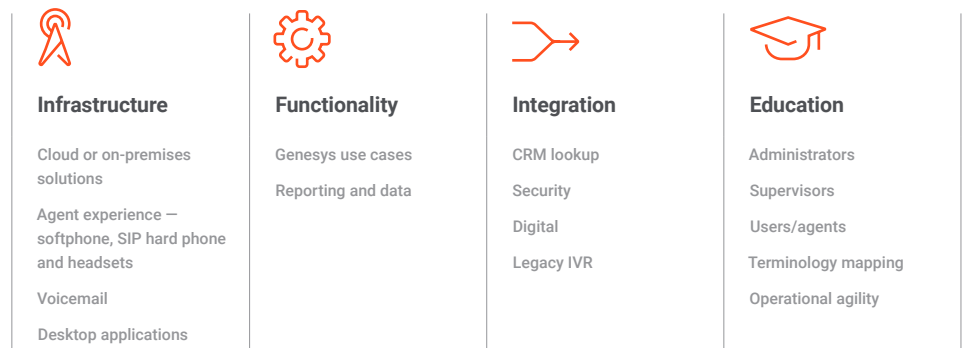 Infrastructure
Cloud or on-premises
solutions
Agent experience —
softphone, SIP hard phone
and headsets
Voicemail
Desktop applications
Functionality
Genesys use cases
Reporting and data
Integration
CRM lookup
Security
Digital
Legacy IVR
Education
Administrators
Supervisors
Users/agents
Terminology mapping
Operational agility